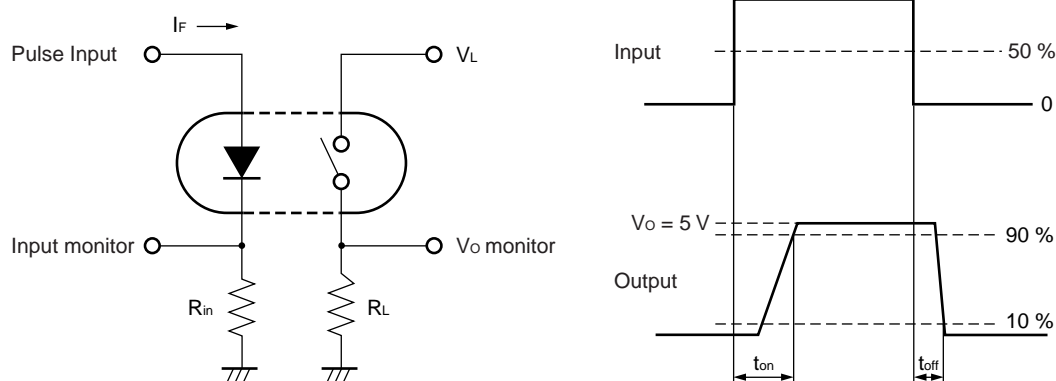 IF
Pulse Input
VL
Input monitor
VO monitor
Rin
RL
Input
50 %
0
VO = 5 V
90 %
Output
10 %
ton
toff